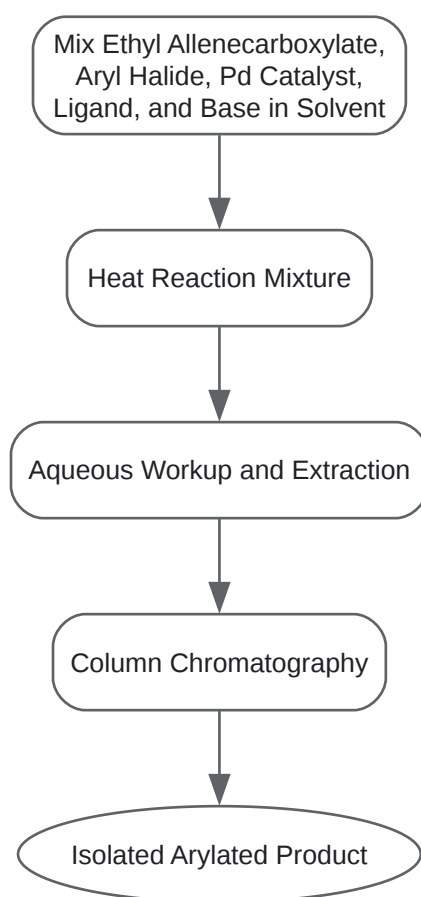 Mix Ethyl Allenecarboxylate,
Aryl Halide, Pd Catalyst,
Ligand, and Base in Solvent
Heat Reaction Mixture
Aqueous Workup and Extraction
Column Chromatography
Isolated Arylated Product